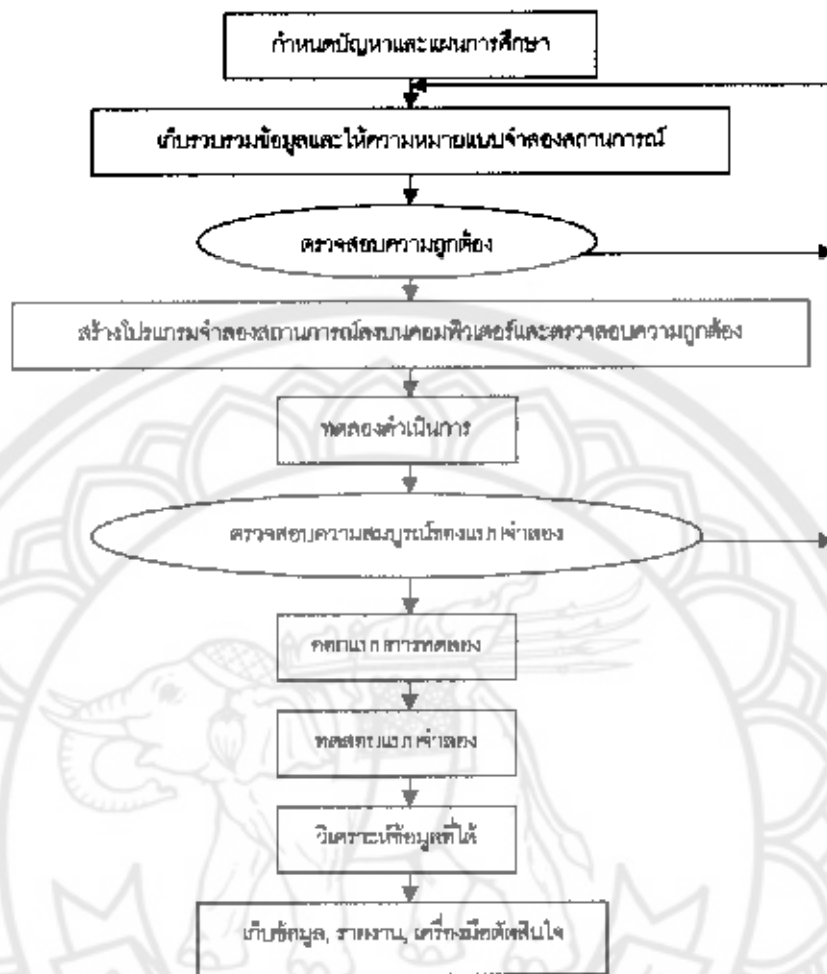 กำหนดปัญหาและแผนการศึกษา
เก็บรวบรวมข้อมูลและให้ความหมายแบบจำลองสถานการณ์
ตรวจสอบความถูกต้อง
สร้างโปรแกรมจำลองสถานการณ์ลงบนคอมพิวเตอร์และตรวจสอบความถูกต้อง
ทดลองดำเนินการ
ตรวจสอบความสมบูรณ์ของแบบจำลอง
ออกแบบการทดลอง
ทดสอบแบบจำลอง
วิเคราะห์ข้อมูลที่ได้
เก็บข้อมูล, รายงาน, เครื่องมือตัดสินใจ